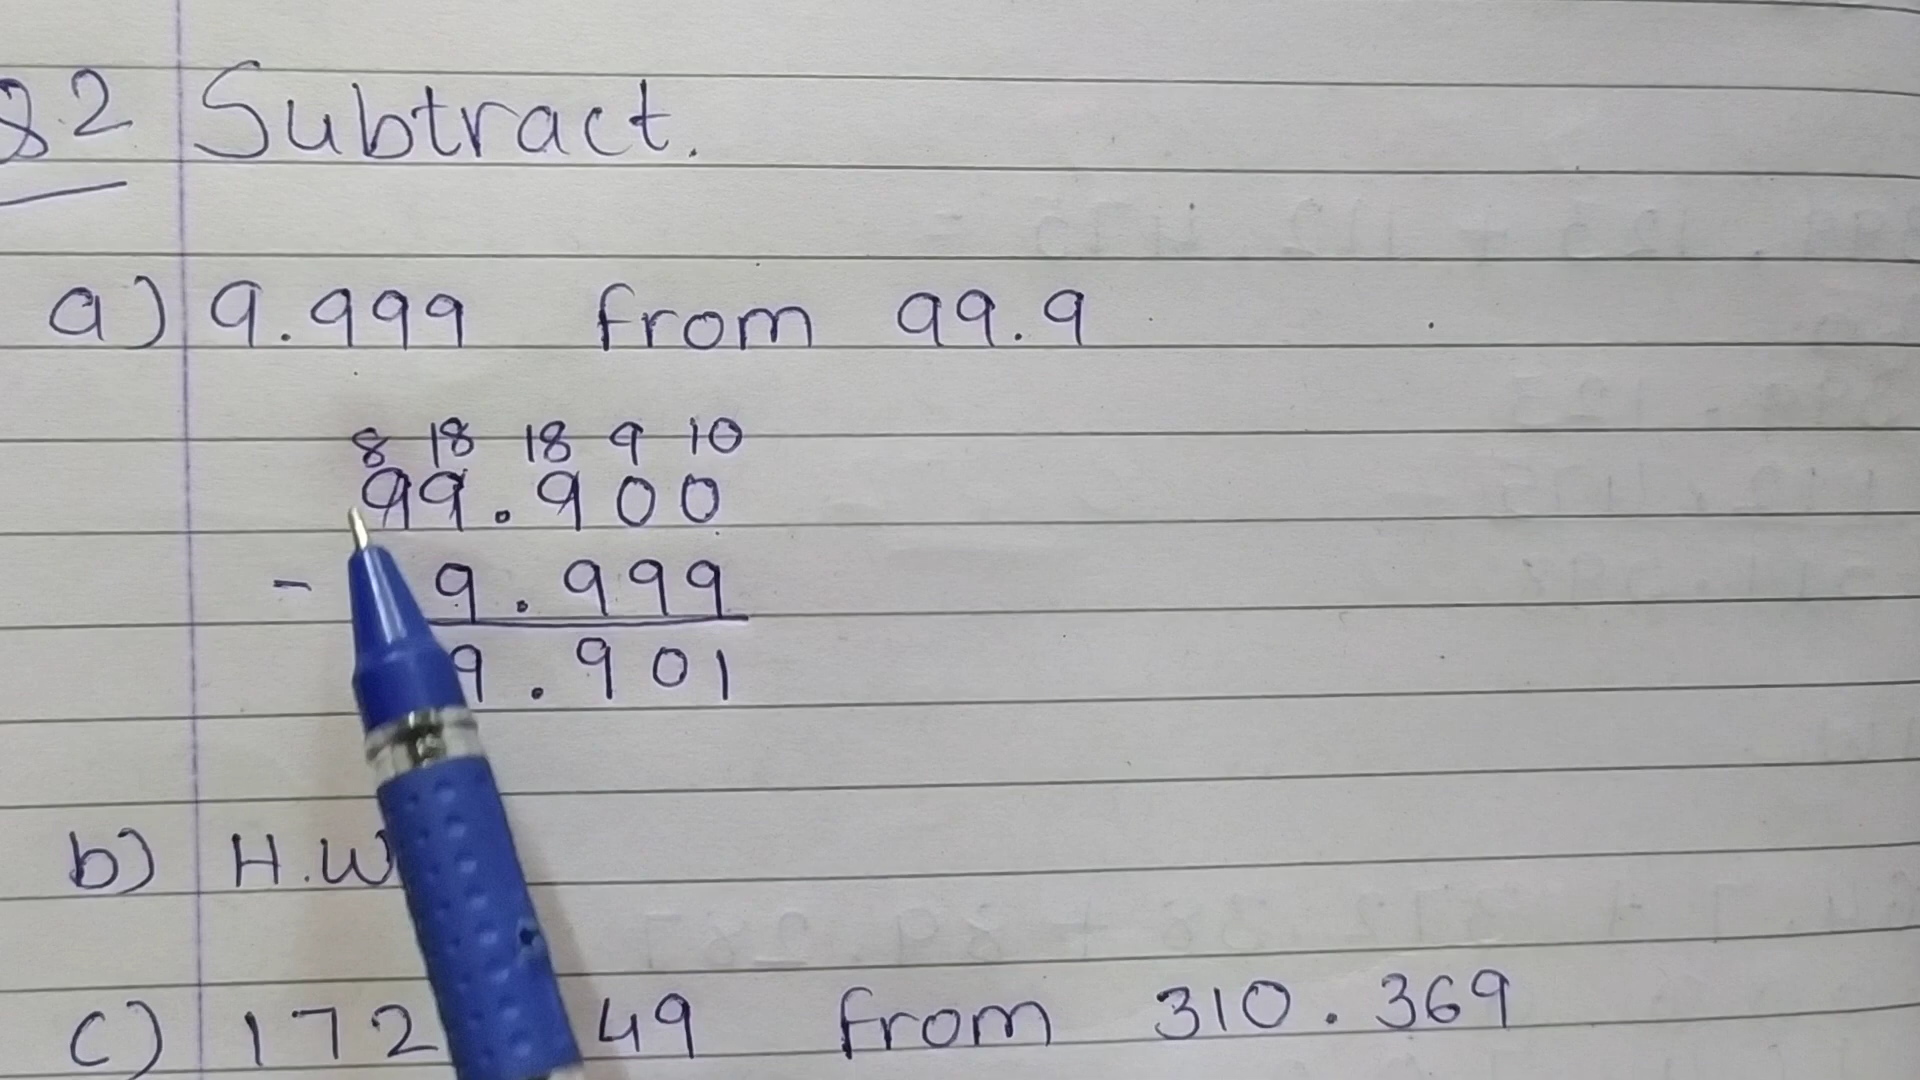 Q2 Subtract.
a) 9.999 from 99.9
8 18 18 9 10
99.900
- 9.999
9.901
b) H.W
c) 172 49 from 310.369